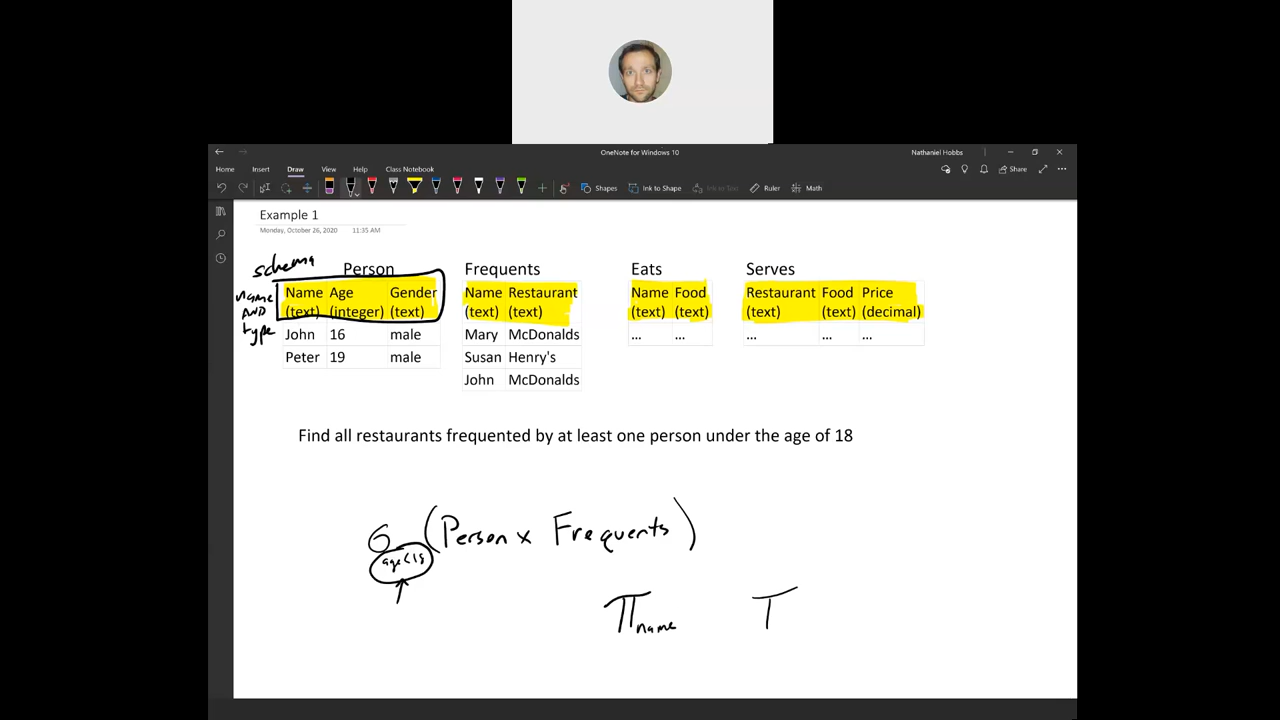 OneNote for Windows 10
Nathaniel Hobbs
Home Insert Draw View Help Class Notebook
Shapes Ink to Shape Ink to Text Ruler Math Share
Example 1
Monday, October 26, 2020 11:35 AM
schema
name
AND
type
Person
Name Age Gender
(text) (integer) (text)
John 16 male
Peter 19 male
Frequents
Name Restaurant
(text) (text)
Mary McDonalds
Susan Henry's
John McDonalds
Eats
Name Food
(text) (text)
... ...
Serves
Restaurant Food Price
(text) (text) (decimal)
... ... ...
Find all restaurants frequented by at least one person under the age of 18
σ age<18 (Person x Frequents)
π name T